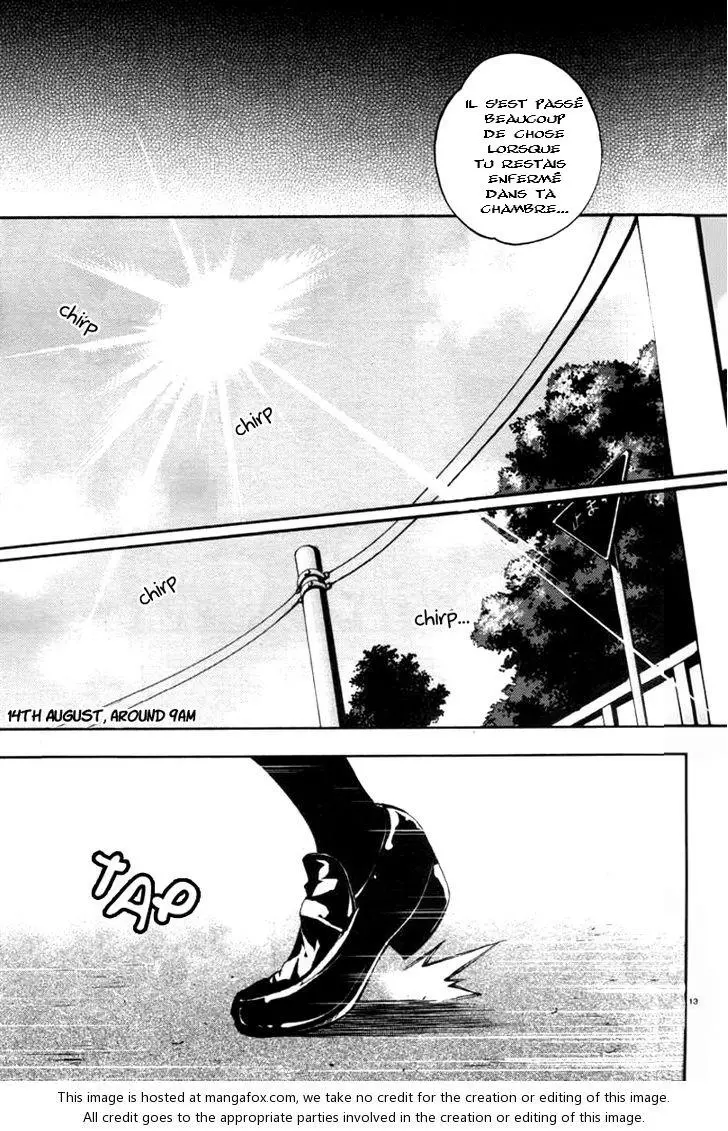 IL S'EST PASSÉ
BEAUCOUP
DE CHOSE
LORSQUE
TU RESTAIS
ENFERMÉ
DANS TA
CHAMBRE...
chirp
chirp
chirp
chirp...
14TH AUGUST, AROUND 9AM
TAP
13
This image is hosted at mangafox.com, we take no credit for the creation or editing of this image.
All credit goes to the appropriate parties involved in the creation or editing of this image.